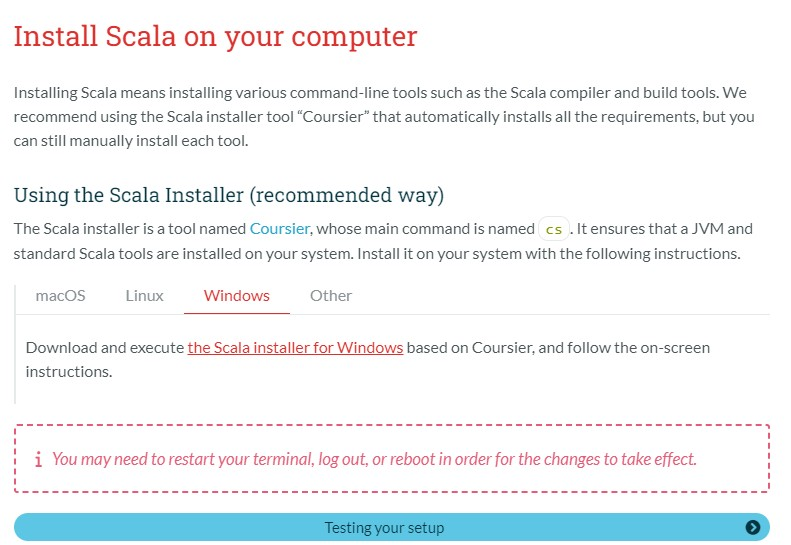 Install Scala on your computer
Installing Scala means installing various command-line tools such as the Scala compiler and build tools. We
recommend using the Scala installer tool “Coursier” that automatically installs all the requirements, but you
can still manually install each tool.
Using the Scala Installer (recommended way)
The Scala installer is a tool named Coursier, whose main command is named cs. It ensures that a JVM and
standard Scala tools are installed on your system. Install it on your system with the following instructions.
macOS Linux Windows Other
Download and execute the Scala installer for Windows based on Coursier, and follow the on-screen
instructions.
You may need to restart your terminal, log out, or reboot in order for the changes to take effect.
Testing your setup